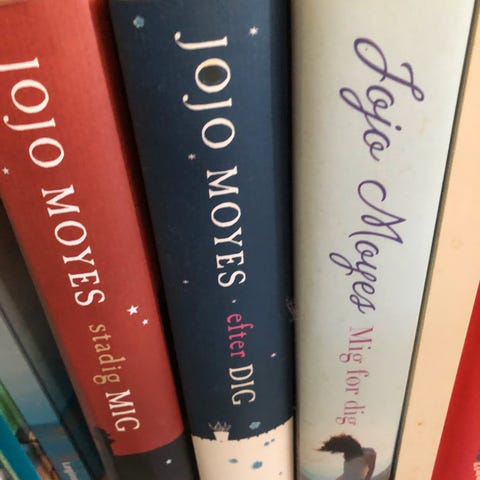 JOJO MOYES stadig MIG
JOJO MOYES · efter DIG
Jojo Moyes Mig før dig